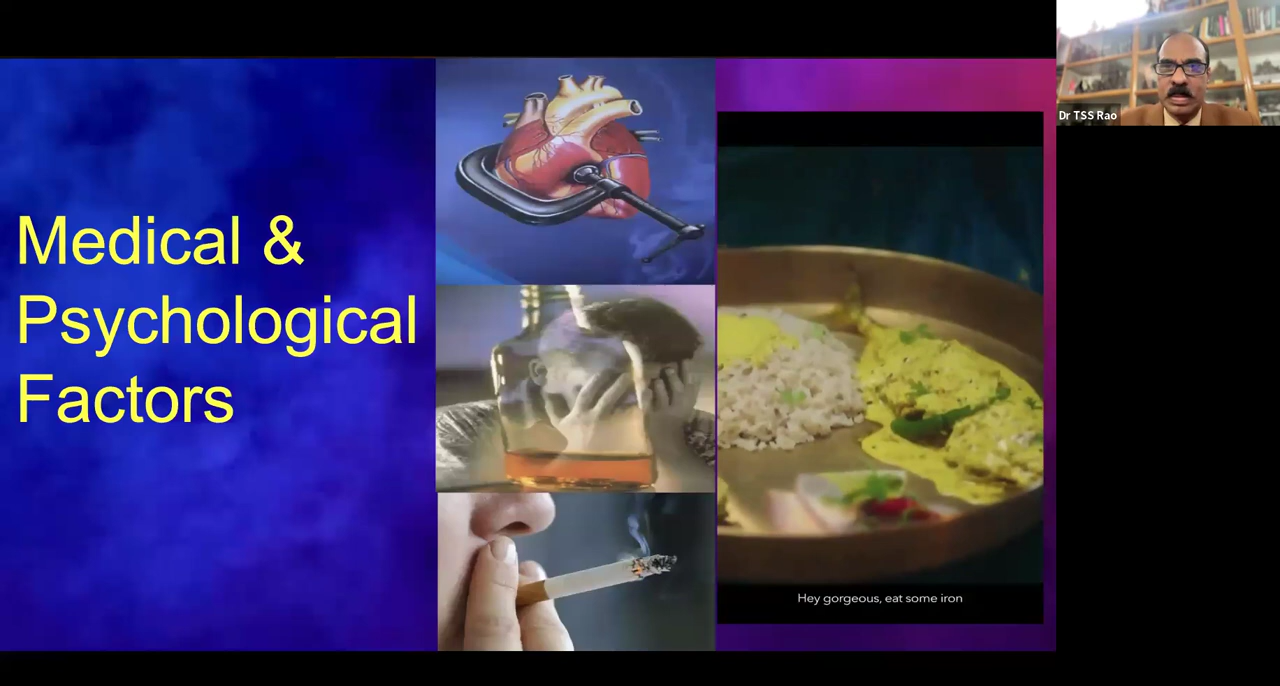 Medical &
Psychological
Factors
Hey gorgeous, eat some iron
Dr TSS Rao